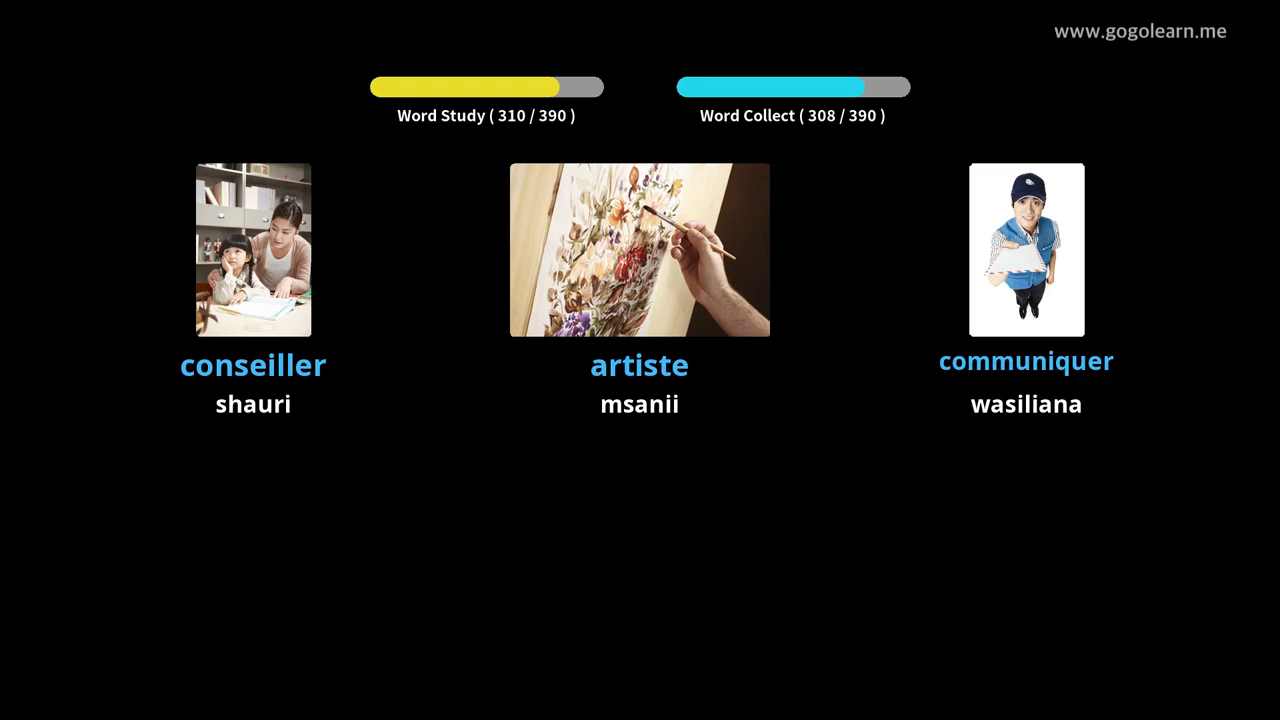 www.gogolearn.me
Word Study ( 310 / 390 )
Word Collect ( 308 / 390 )
conseiller
artiste
communiquer
shauri
msanii
wasiliana